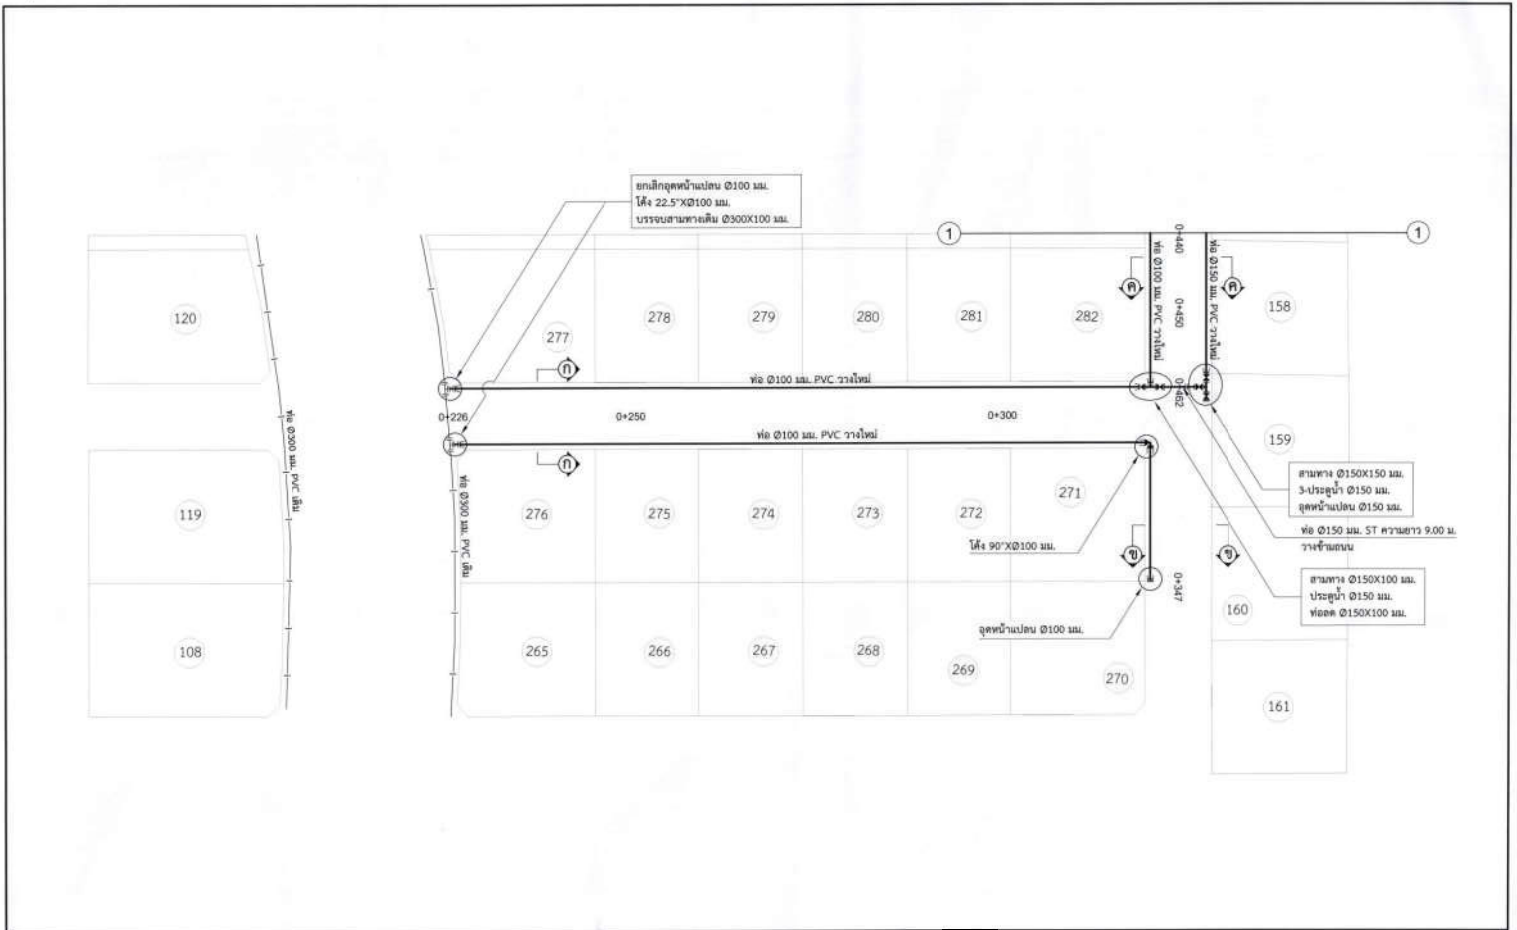 ยกเลิกอุดหน้าแปลน Ø100 มม.
โค้ง 22.5°XØ100 มม.
บรรจบสามทางเดิม Ø300X100 มม.
1
1
0+440
ท่อ Ø100 มม. PVC วางใหม่
ท่อ Ø150 มม. PVC วางใหม่
ค
ค
0+450
120
277
278
279
280
281
282
158
ก
ท่อ Ø100 มม. PVC วางใหม่
0+462
0+226
0+250
0+300
ท่อ Ø100 มม. PVC วางใหม่
ก
159
ท่อ Ø300 มม. PVC เดิม
ท่อ Ø300 มม. PVC เดิม
สามทาง Ø150X150 มม.
3-ประตูน้ำ Ø150 มม.
อุดหน้าแปลน Ø150 มม.
119
276
275
274
273
272
271
ท่อ Ø150 มม. ST ความยาว 9.00 ม.
วางข้ามถนน
โค้ง 90°XØ100 มม.
ข
ข
0+347
สามทาง Ø150X100 มม.
ประตูน้ำ Ø150 มม.
ท่อลด Ø150X100 มม.
160
อุดหน้าแปลน Ø100 มม.
108
265
266
267
268
269
270
161